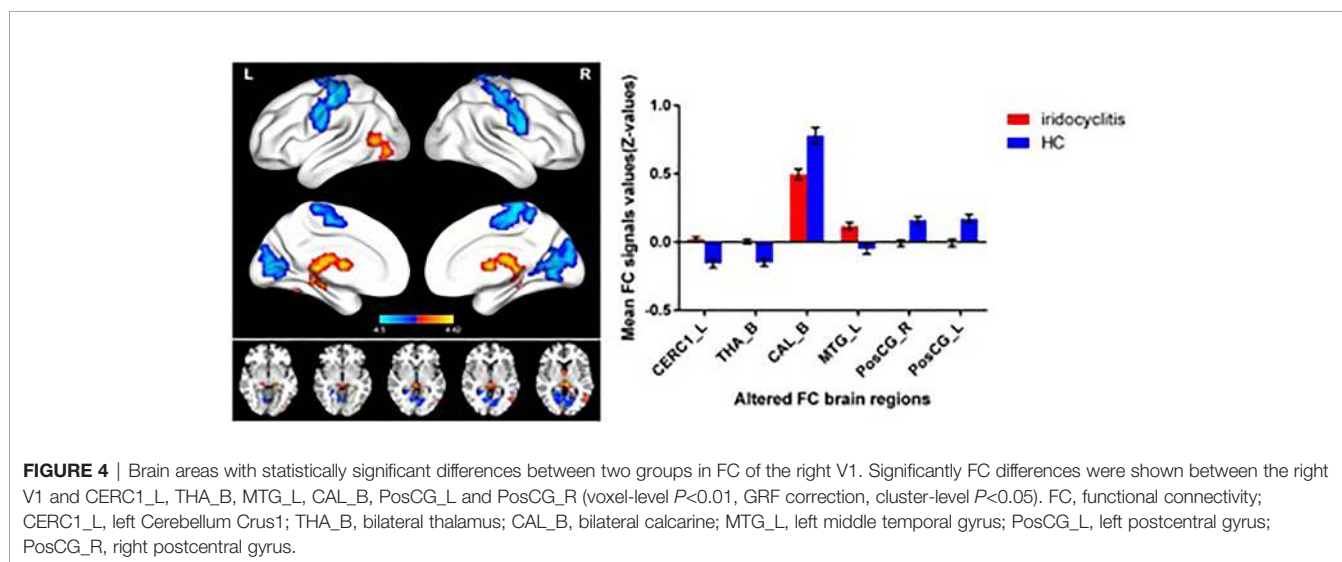 L
R
-4.5 4.42
Mean FC signals values(Z-values)
1.0
0.5
0.0
-0.5
CERC1_L
THA_B
CAL_B
MTG_L
PosCG_R
PosCG_L
Altered FC brain regions
iridocyclitis
HC
FIGURE 4 | Brain areas with statistically significant differences between two groups in FC of the right V1. Significantly FC differences were shown between the right
V1 and CERC1_L, THA_B, MTG_L, CAL_B, PosCG_L and PosCG_R (voxel-level P<0.01, GRF correction, cluster-level P<0.05). FC, functional connectivity;
CERC1_L, left Cerebellum Crus1; THA_B, bilateral thalamus; CAL_B, bilateral calcarine; MTG_L, left middle temporal gyrus; PosCG_L, left postcentral gyrus;
PosCG_R, right postcentral gyrus.